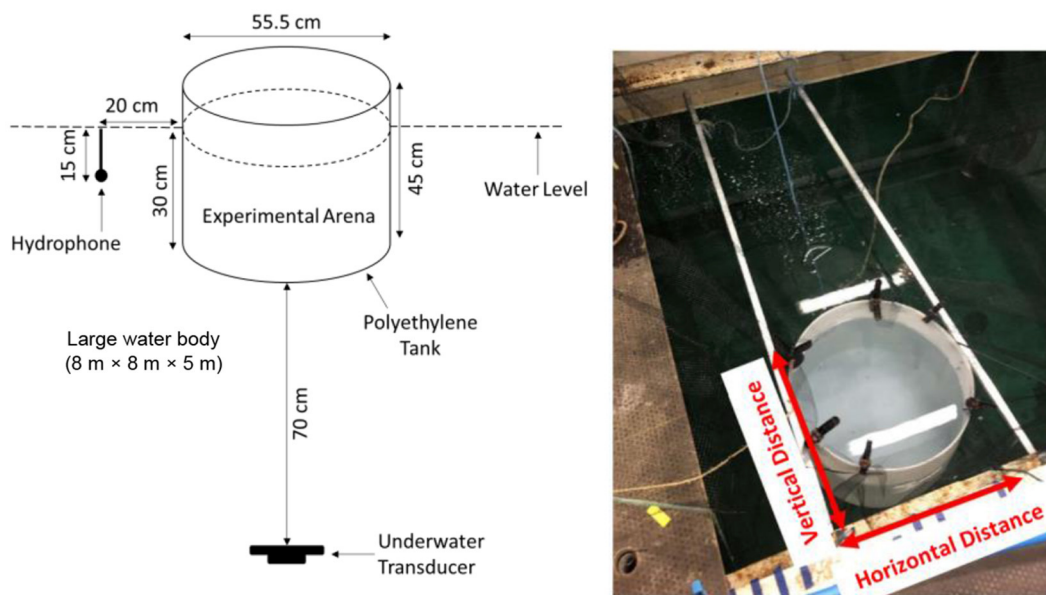 55.5 cm
20 cm
15 cm
30 cm
45 cm
Water Level
Experimental Arena
Hydrophone
Polyethylene
Tank
Large water body
(8 m × 8 m × 5 m)
70 cm
Underwater
Transducer
Vertical Distance
Horizontal Distance